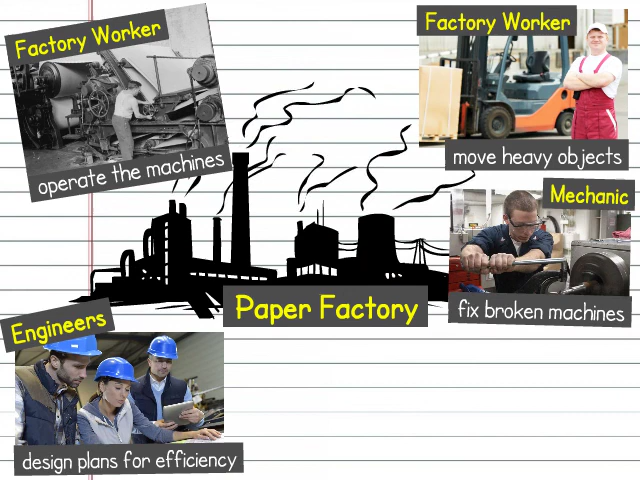 Factory Worker
operate the machines
Factory Worker
move heavy objects
Mechanic
fix broken machines
Paper Factory
Engineers
design plans for efficiency